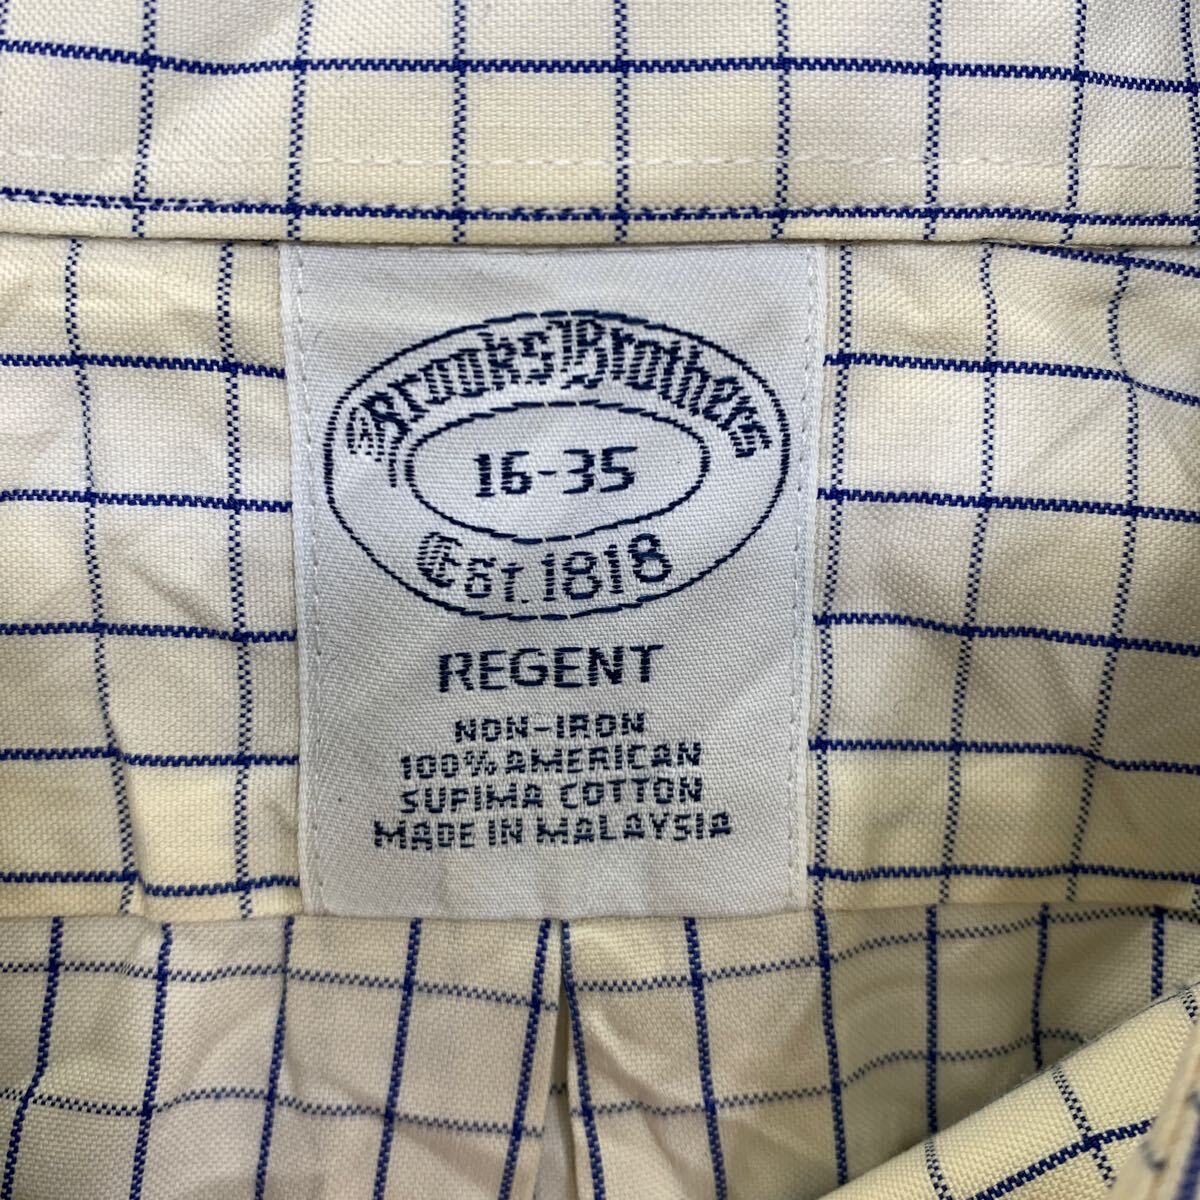 Brooks Brothers
16-35
Est. 1818
REGENT
NON-IRON
100% AMERICAN
SUPIMA COTTON
MADE IN MALAYSIA